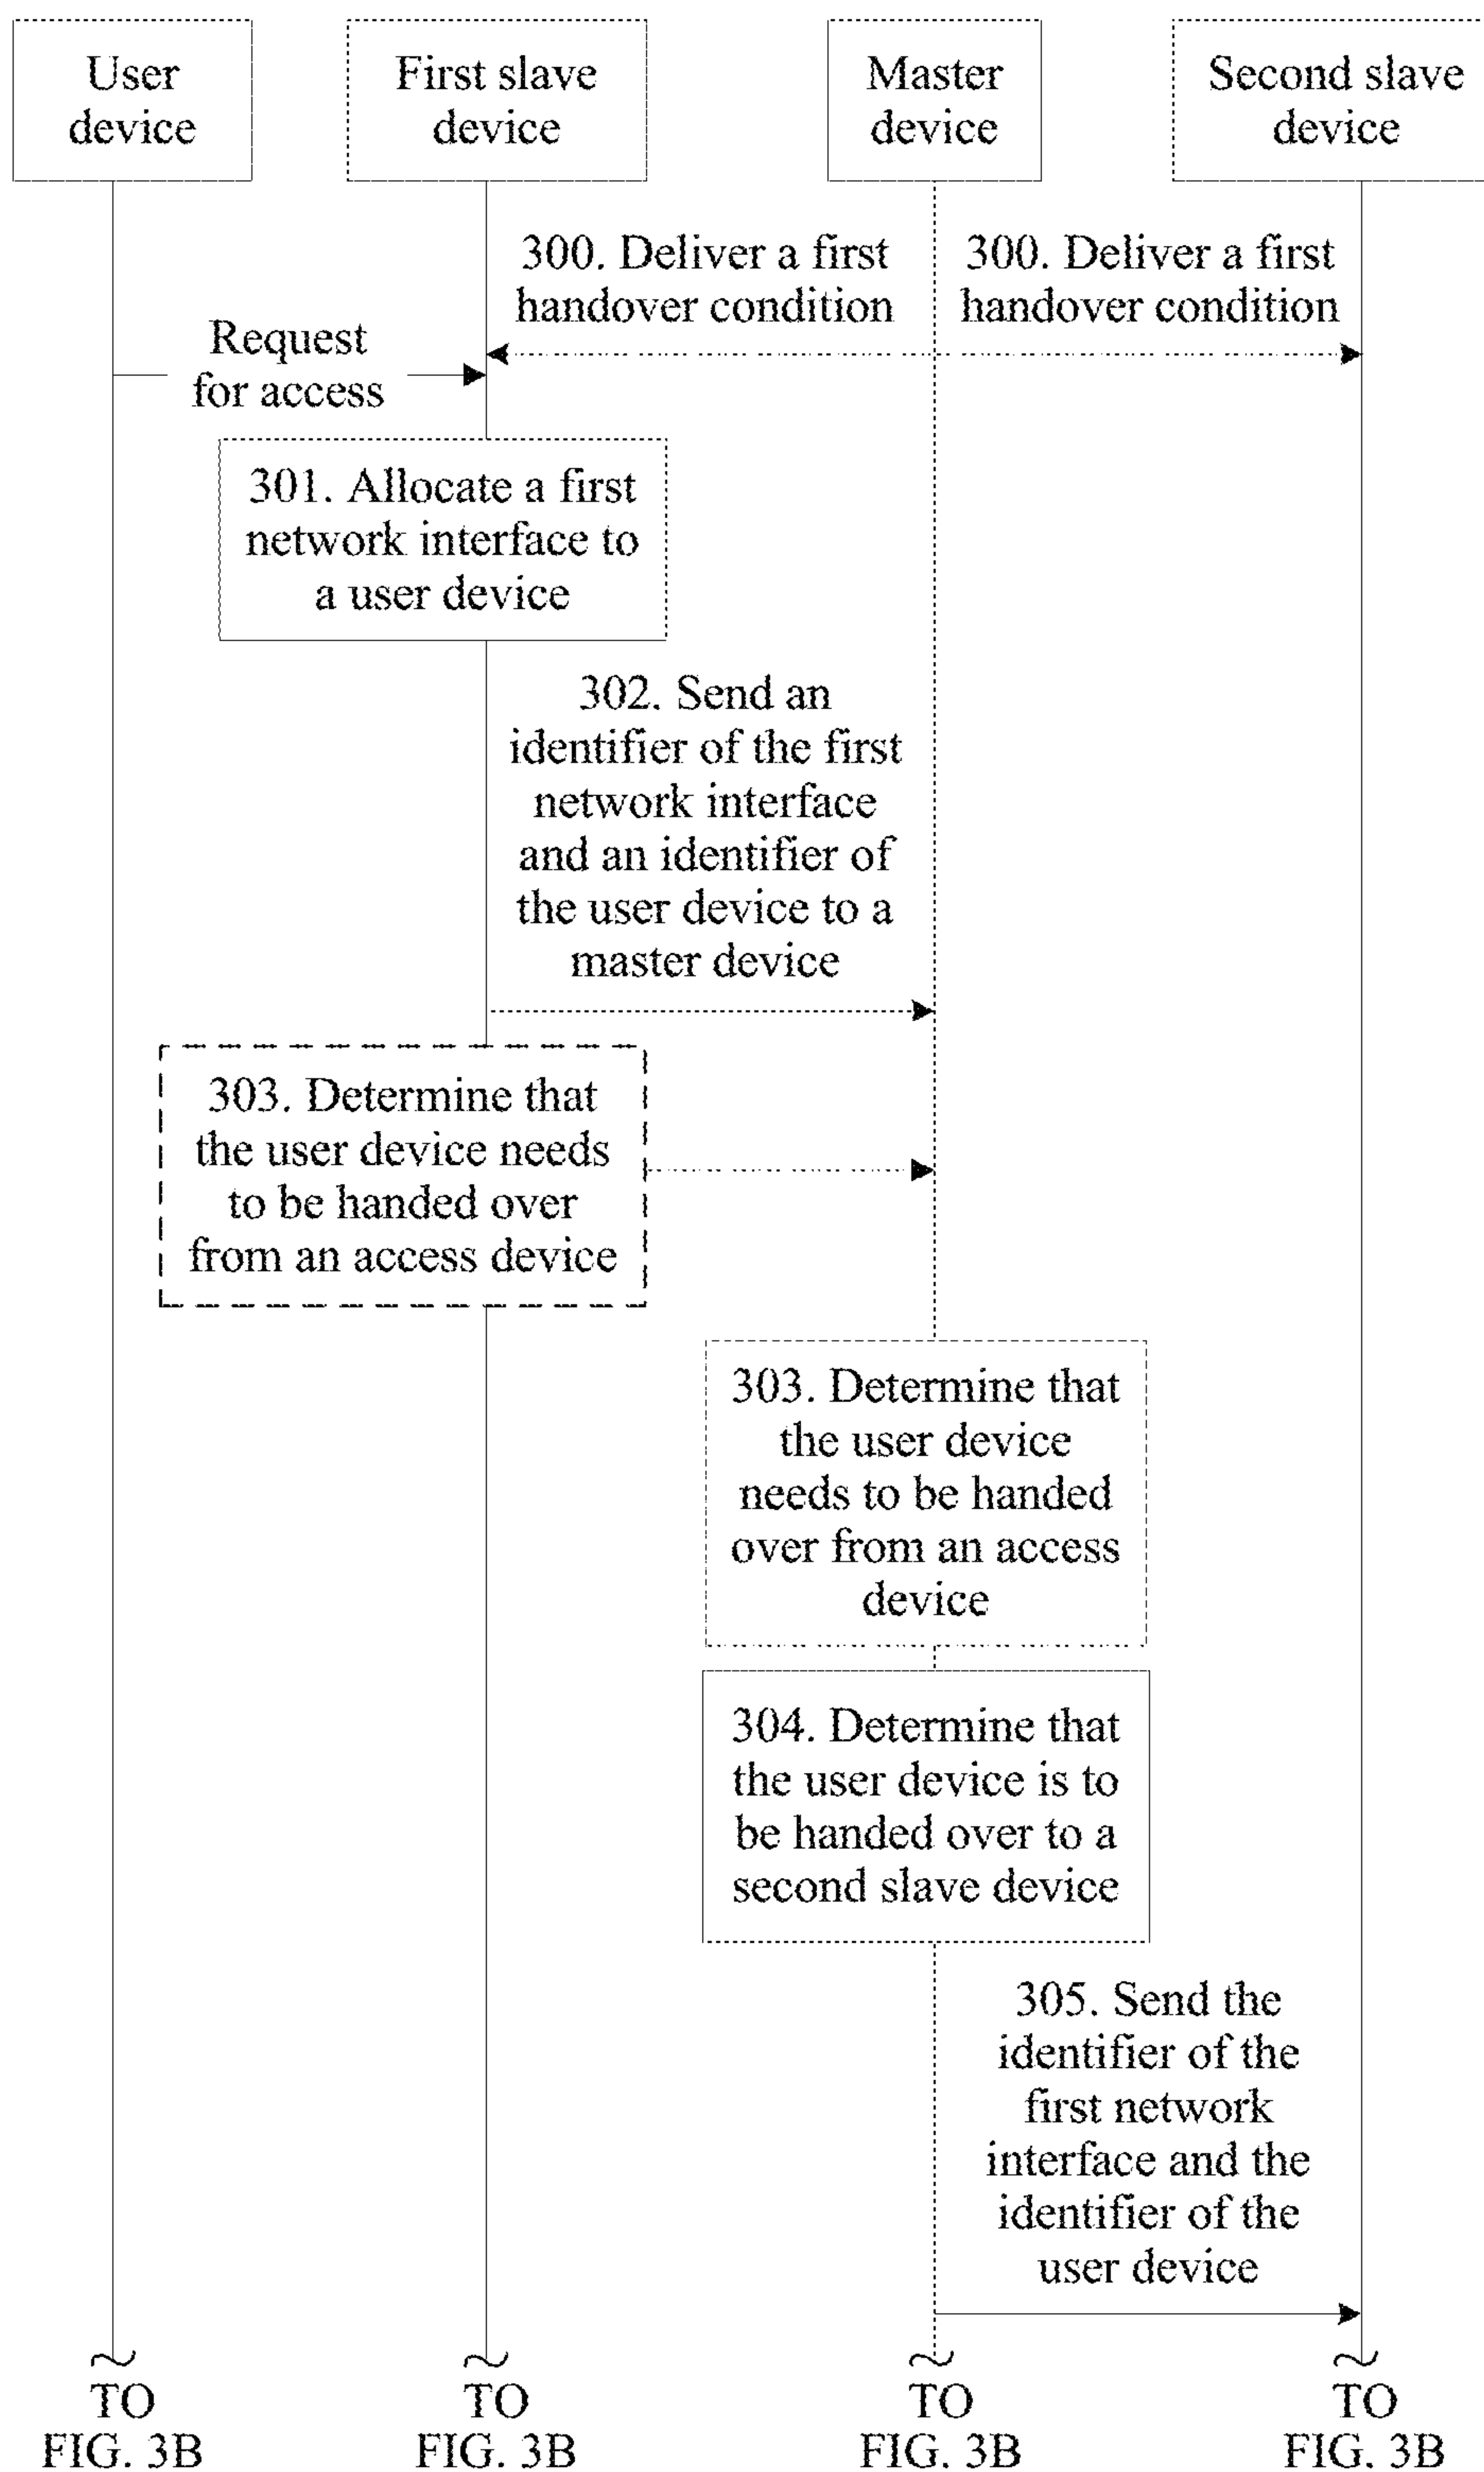 User
device
First slave
device
Master
device
Second slave
device
300. Deliver a first
handover condition
300. Deliver a first
handover condition
Request
for access
301. Allocate a first
network interface to
a user device
302. Send an
identifier of the first
network interface
and an identifier of
the user device to a
master device
303. Determine that
the user device needs
to be handed over
from an access device
303. Determine that
the user device
needs to be handed
over from an access
device
304. Determine that
the user device is to
be handed over to a
second slave device
305. Send the
identifier of the
first network
interface and the
identifier of the
user device
TO
FIG. 3B
TO
FIG. 3B
TO
FIG. 3B
TO
FIG. 3B